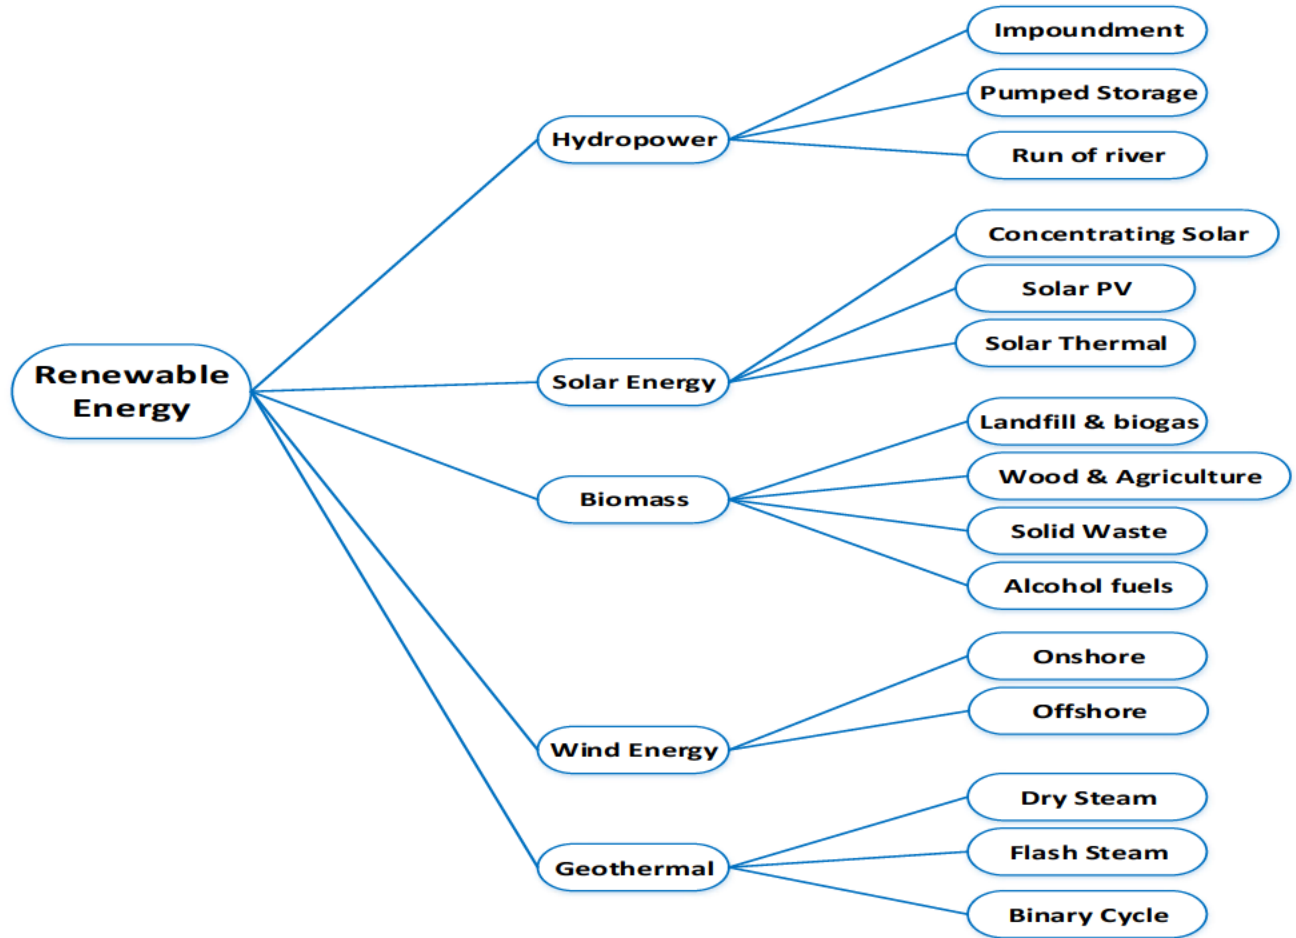 Renewable
Energy
Hydropower
Impoundment
Pumped Storage
Run of river
Solar Energy
Concentrating Solar
Solar PV
Solar Thermal
Biomass
Landfill & biogas
Wood & Agriculture
Solid Waste
Alcohol fuels
Wind Energy
Onshore
Offshore
Geothermal
Dry Steam
Flash Steam
Binary Cycle